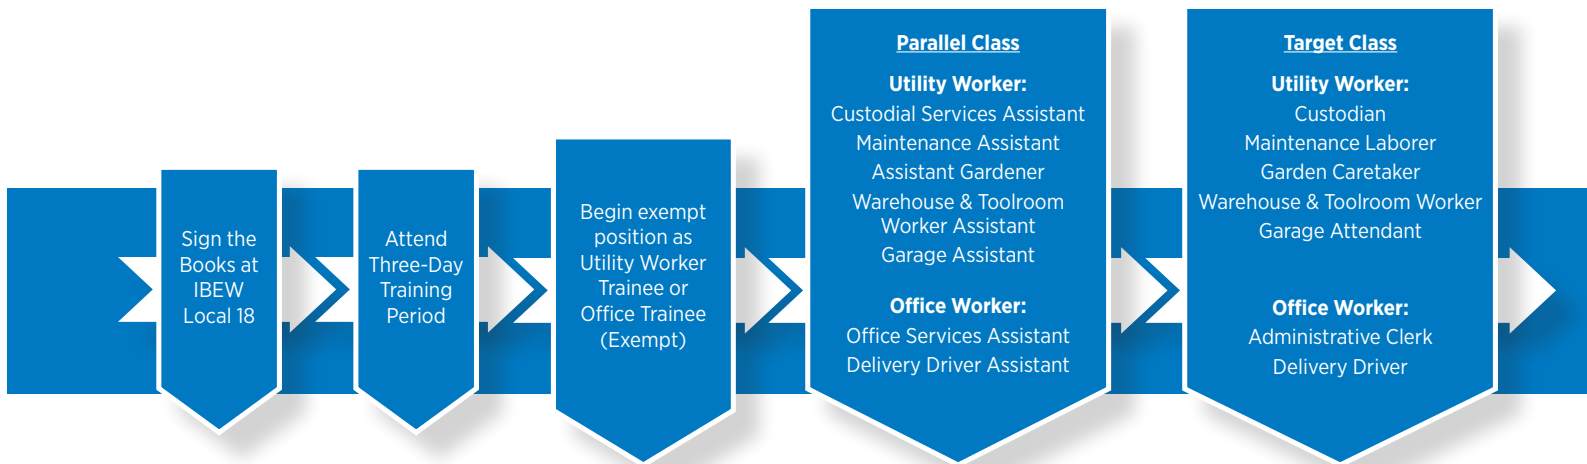 Sign the
Books at
IBEW
Local 18
Attend
Three-Day
Training
Period
Begin exempt
position as
Utility Worker
Trainee or
Office Trainee
(Exempt)
Parallel Class
Utility Worker:
Custodial Services Assistant
Maintenance Assistant
Assistant Gardener
Warehouse & Toolroom
Worker Assistant
Garage Assistant
Office Worker:
Office Services Assistant
Delivery Driver Assistant
Target Class
Utility Worker:
Custodian
Maintenance Laborer
Garden Caretaker
Warehouse & Toolroom Worker
Garage Attendant
Office Worker:
Administrative Clerk
Delivery Driver